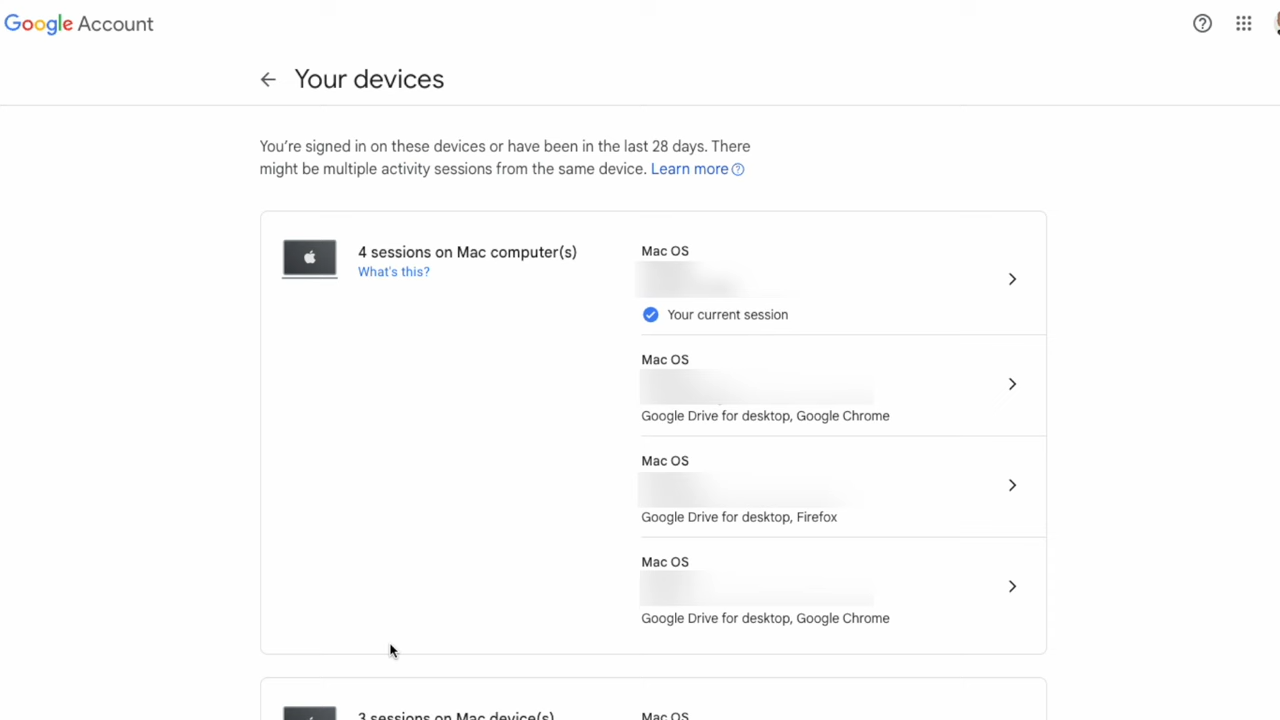 Google Account
Your devices
You're signed in on these devices or have been in the last 28 days. There
might be multiple activity sessions from the same device. Learn more
4 sessions on Mac computer(s)
What's this?
Mac OS
Your current session
Mac OS
Google Drive for desktop, Google Chrome
Mac OS
Google Drive for desktop, Firefox
Mac OS
Google Drive for desktop, Google Chrome
3 sessions on Mac device(s)
Mac OS